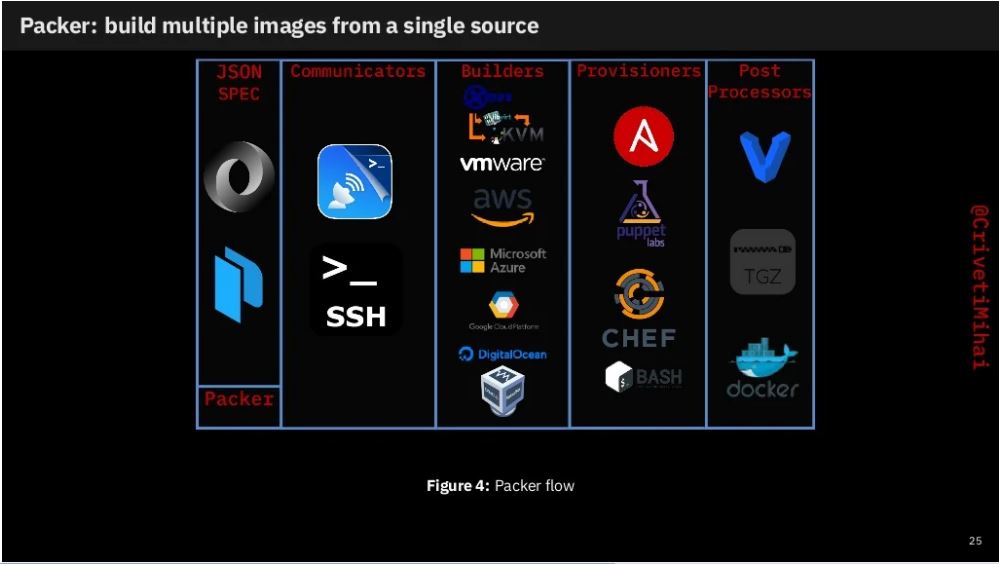 Packer: build multiple images from a single source
JSON
SPEC
Packer
Communicators
>_
>_
SSH
Builders
KVM
vmware
aws
Microsoft
Azure
Google Cloud Platform
DigitalOcean
Provisioners
A
puppet
labs
CHEF
$_
BASH
Post
Processors
TGZ
docker
@CrivetiMihai
Figure 4: Packer flow
25